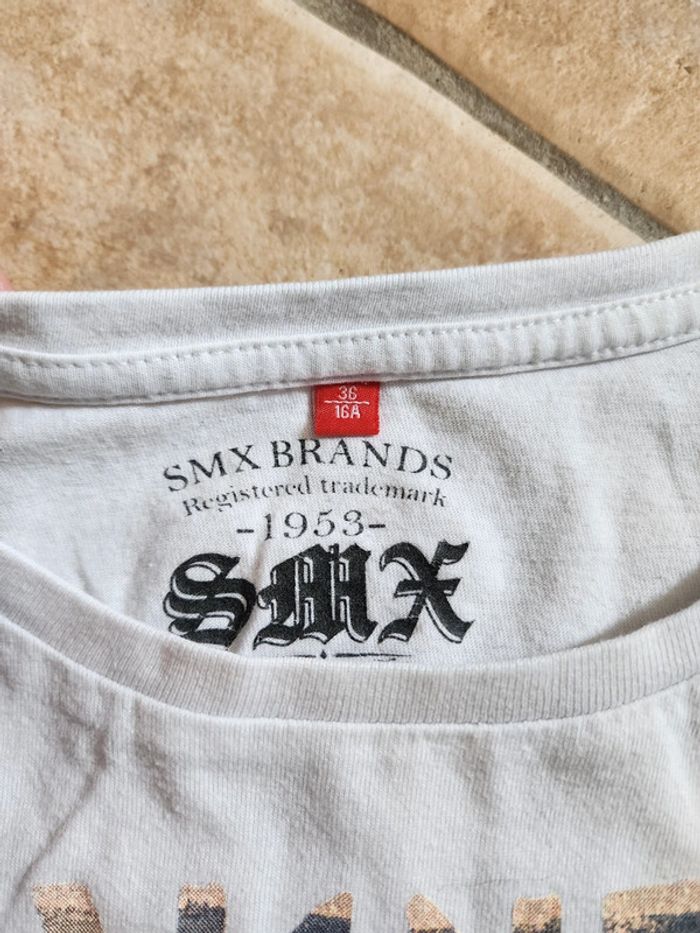 36
16A
SMX BRANDS
Registered trademark
-1953-
SMX